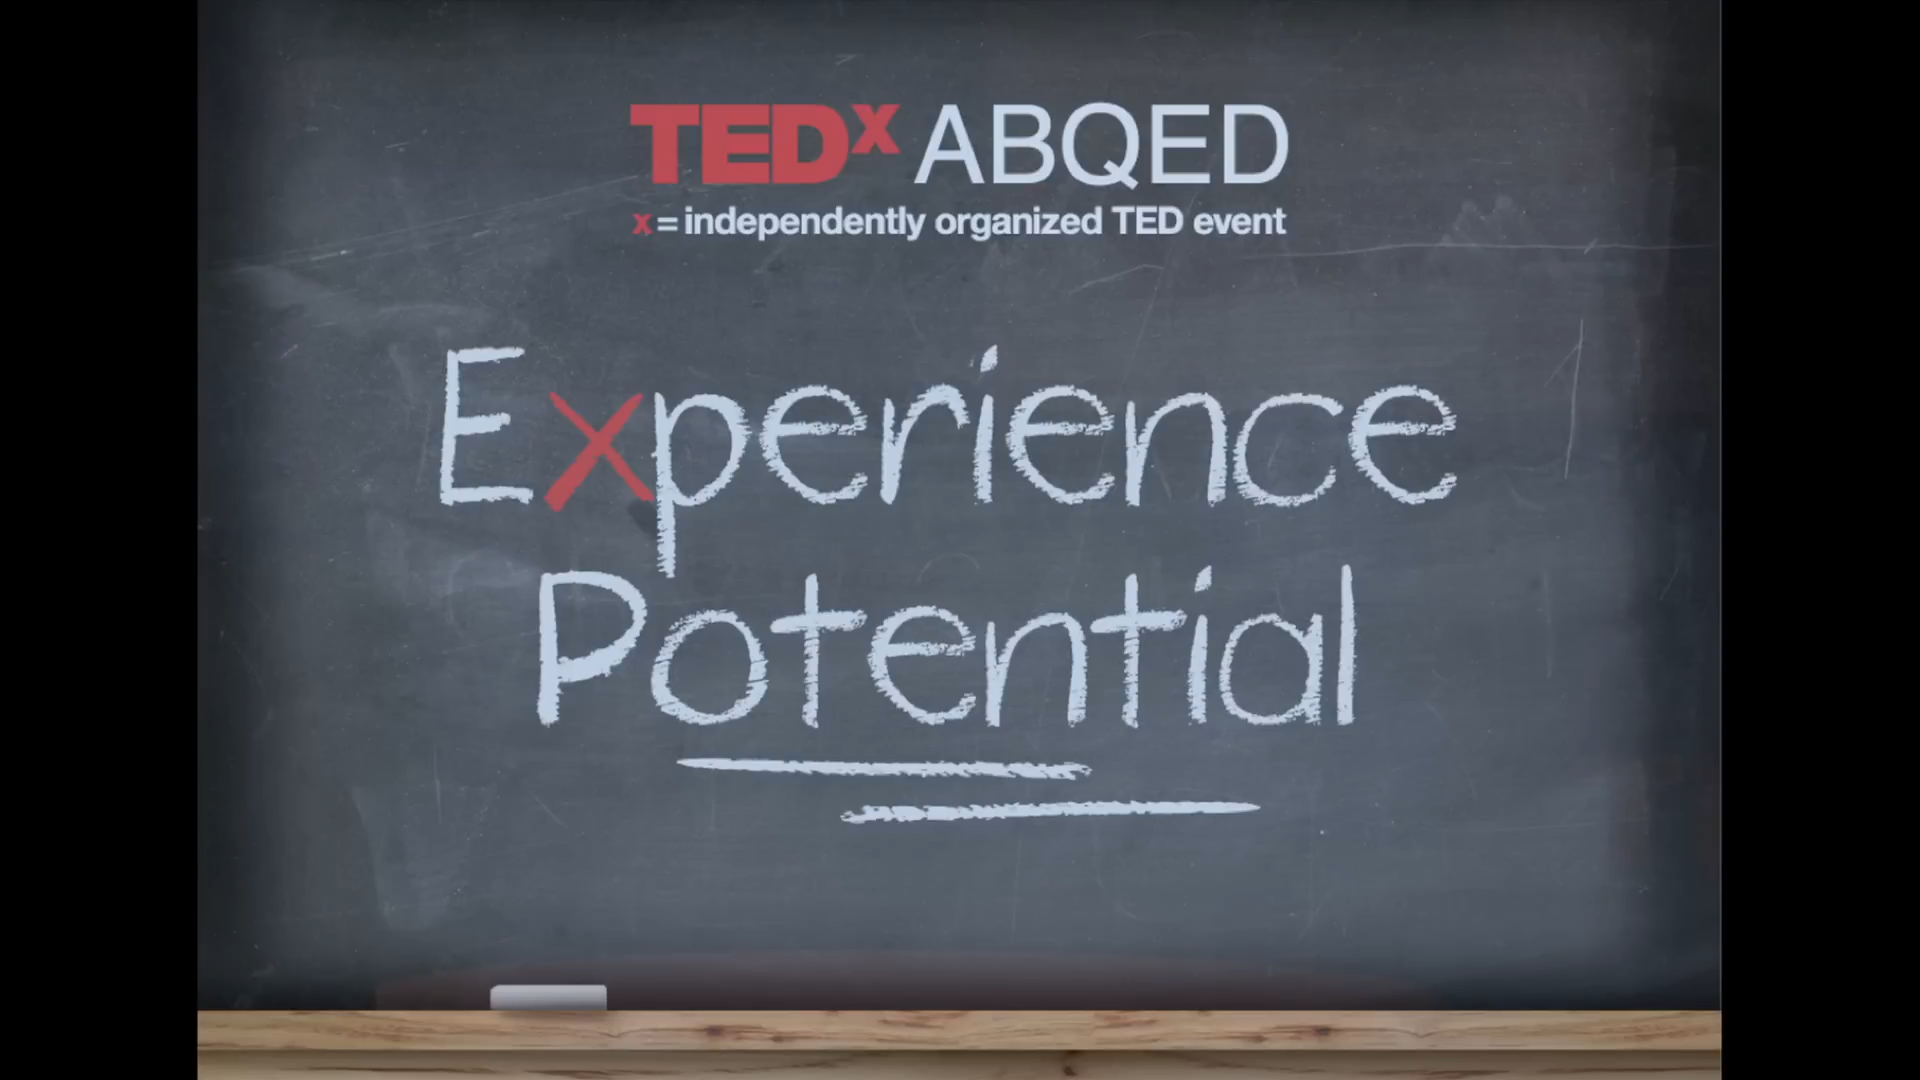 TEDx ABQED
x = independently organized TED event
Experience
Potential